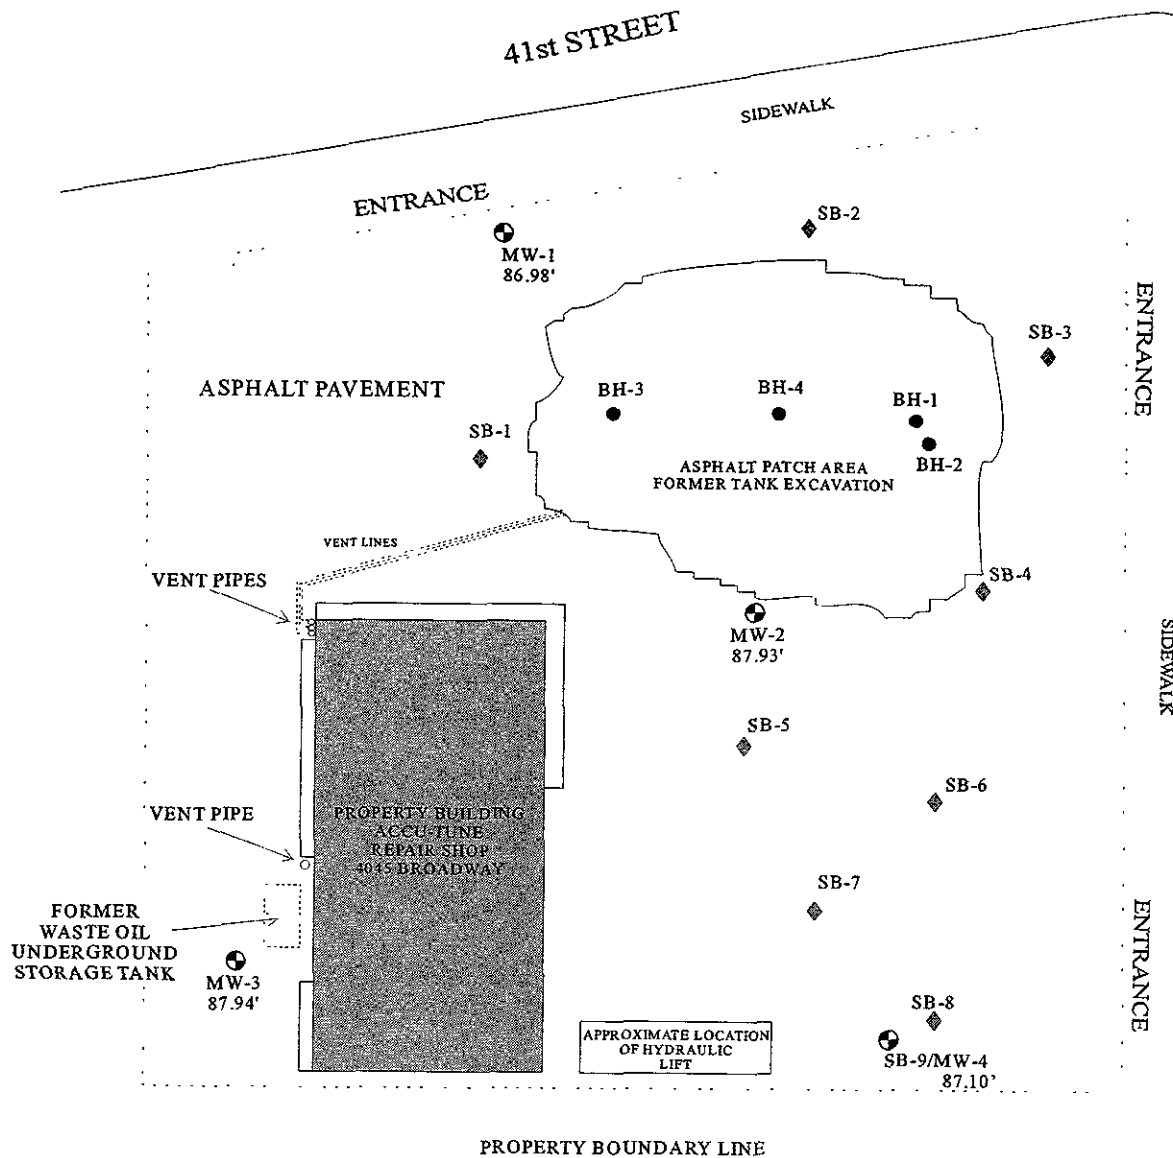 41st STREET
SIDEWALK
ENTRANCE
SB-2
MW-1
86.98'
ENTRANCE
SB-3
ASPHALT PAVEMENT
BH-3
BH-4
BH-1
SB-1
BH-2
ASPHALT PATCH AREA
FORMER TANK EXCAVATION
VENT LINES
VENT PIPES
SB-4
MW-2
87.93'
SIDEWALK
SB-5
SB-6
VENT PIPE
PROPERTY BUILDING
ACCU-TUNE
REPAIR SHOP
4045 BROADWAY
SB-7
FORMER
WASTE OIL
UNDERGROUND
STORAGE TANK
ENTRANCE
MW-3
87.94'
SB-8
APPROXIMATE LOCATION
OF HYDRAULIC
LIFT
SB-9/MW-4
87.10'
PROPERTY BOUNDARY LINE